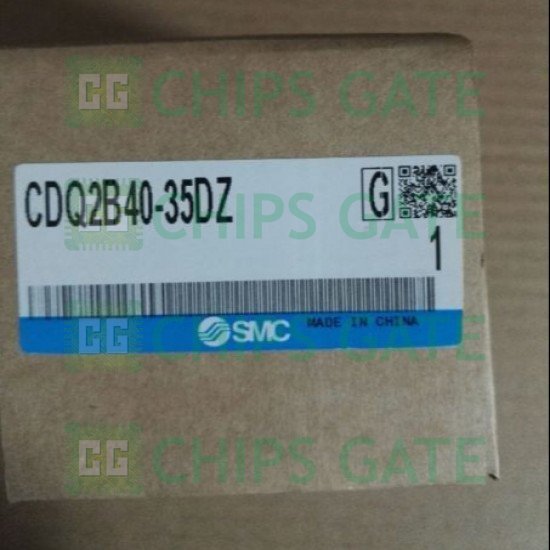 CG CHIPS GATE
CDQ2B40-35DZ
G
CG CHIPS GATE
1
SMC MADE IN CHINA
CG CHIPS GATE
CG CHIPS GATE